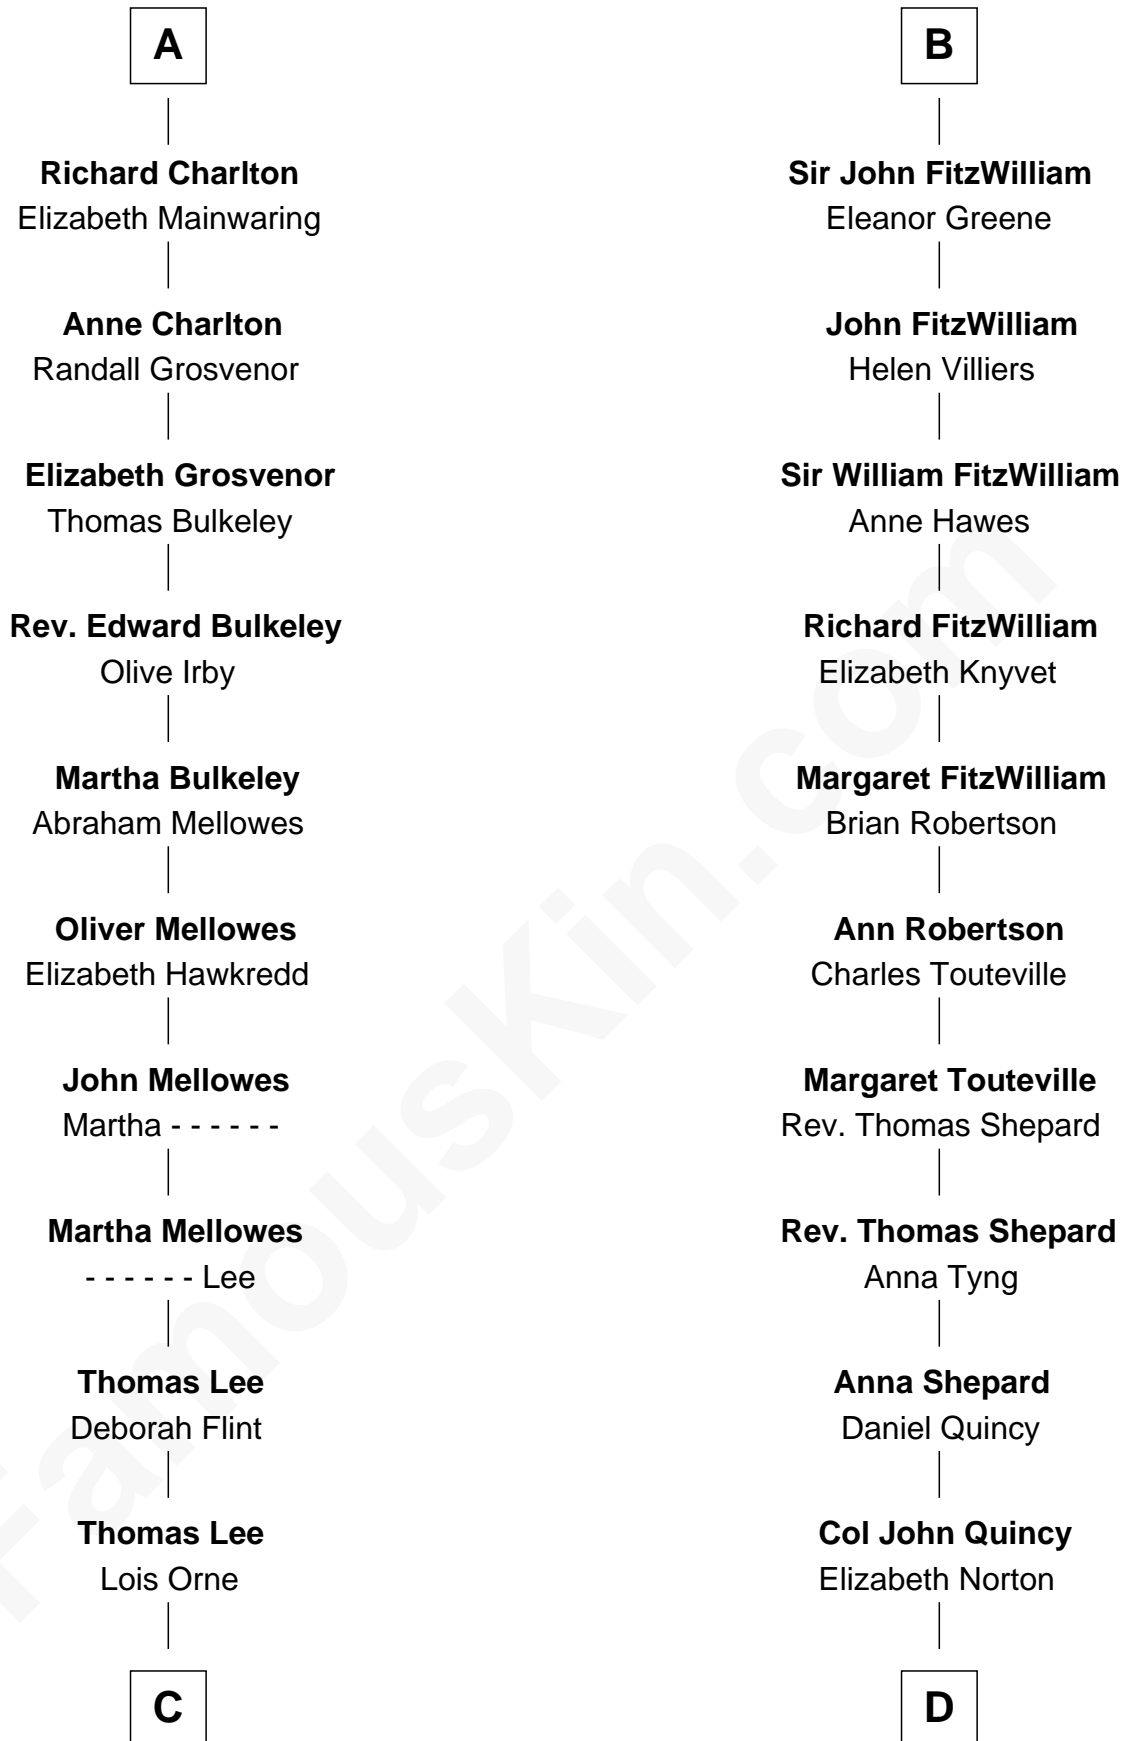 A
Richard Charlton
Elizabeth Mainwaring
Anne Charlton
Randall Grosvenor
Elizabeth Grosvenor
Thomas Bulkeley
Rev. Edward Bulkeley
Olive Irby
Martha Bulkeley
Abraham Mellowes
Oliver Mellowes
Elizabeth Hawkredd
John Mellowes
Martha - - - - - -
Martha Mellowes
- - - - - - Lee
Thomas Lee
Deborah Flint
Thomas Lee
Lois Orne
C
B
Sir John FitzWilliam
Eleanor Greene
John FitzWilliam
Helen Villiers
Sir William FitzWilliam
Anne Hawes
Richard FitzWilliam
Elizabeth Knyvet
Margaret FitzWilliam
Brian Robertson
Ann Robertson
Charles Touteville
Margaret Touteville
Rev. Thomas Shepard
Rev. Thomas Shepard
Anna Tyng
Anna Shepard
Daniel Quincy
Col John Quincy
Elizabeth Norton
D
FamousKin.com